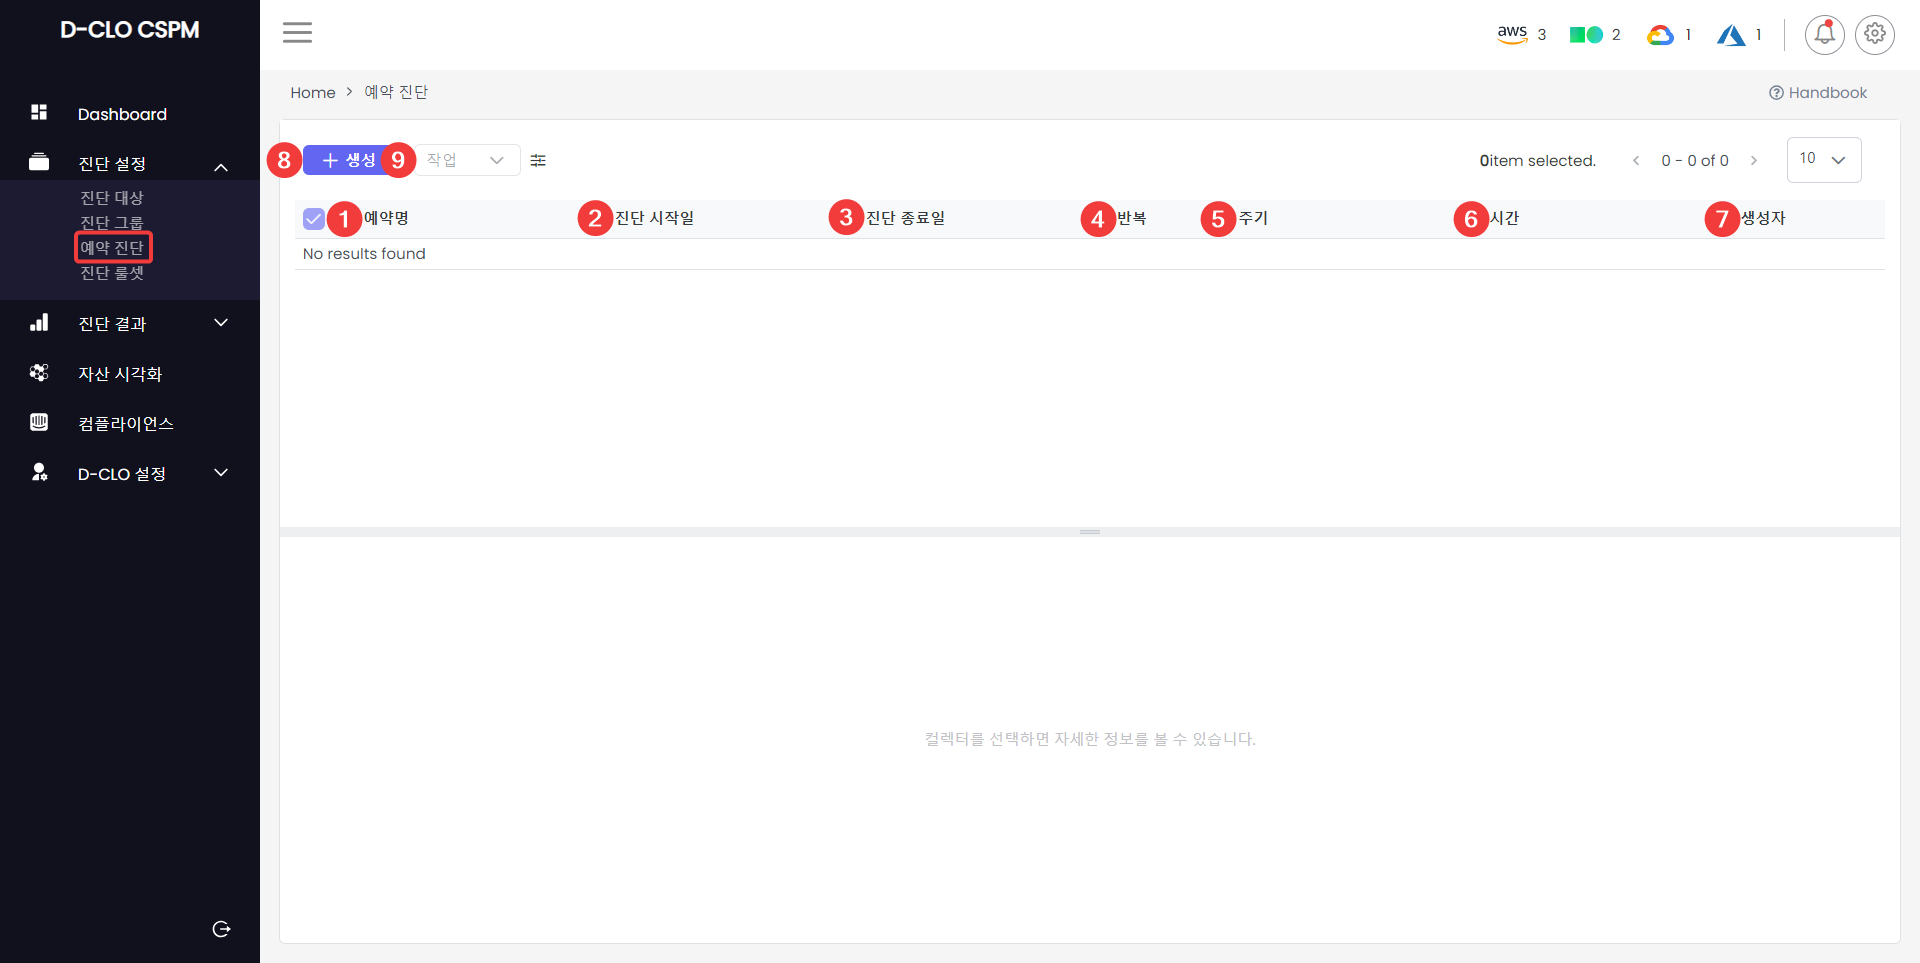 D-CLO CSPM
aws 3 2 1 1
Dashboard
진단 설정
진단 대상
진단 그룹
예약 진단
진단 룰셋
진단 결과
자산 시각화
컴플라이언스
D-CLO 설정
Home > 예약 진단
Handbook
8 + 생성 9 작업
0item selected. < 0 - 0 of 0 > 10
1 예약명 2 진단 시작일 3 진단 종료일 4 반복 5 주기 6 시간 7 생성자
No results found
컬렉터를 선택하면 자세한 정보를 볼 수 있습니다.